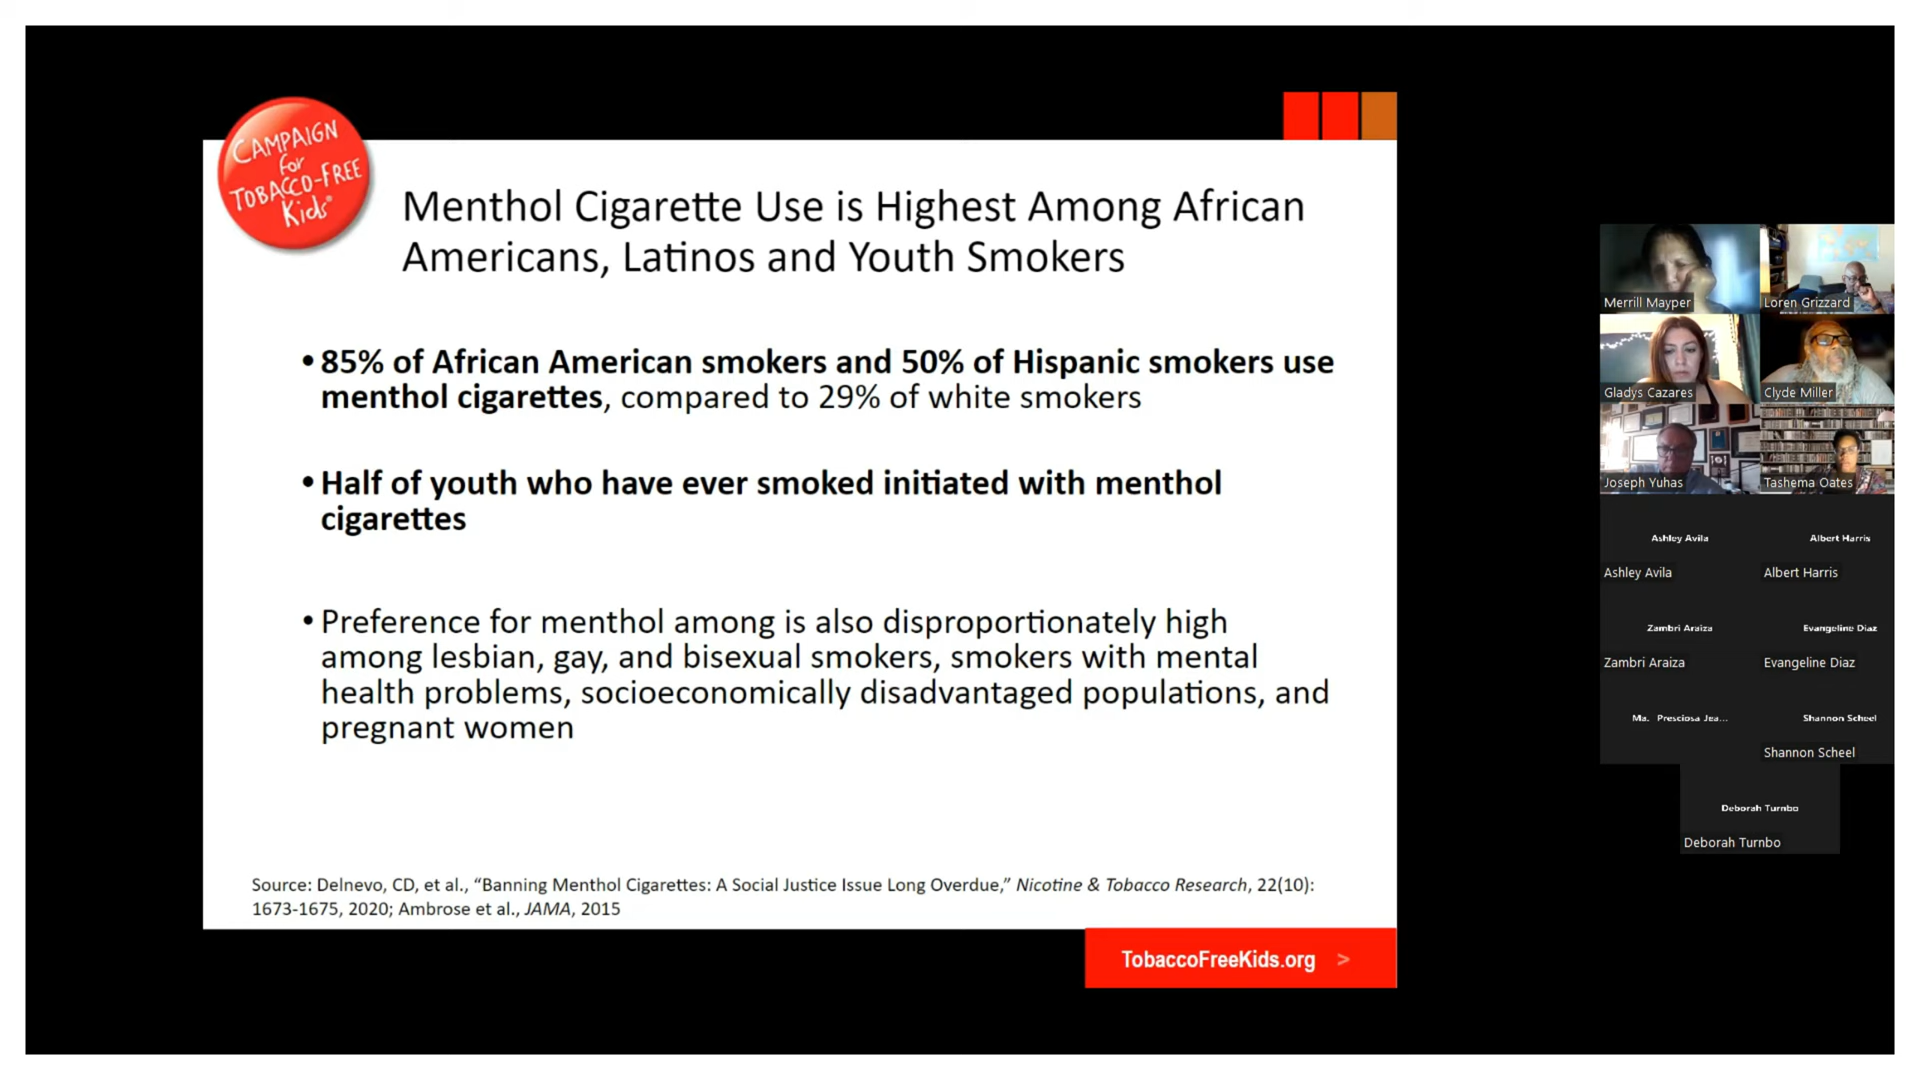 CAMPAIGN
for
TOBACCO-FREE
Kids®
Menthol Cigarette Use is Highest Among African
Americans, Latinos and Youth Smokers
•85% of African American smokers and 50% of Hispanic smokers use
menthol cigarettes, compared to 29% of white smokers
•Half of youth who have ever smoked initiated with menthol
cigarettes
•Preference for menthol among is also disproportionately high
among lesbian, gay, and bisexual smokers, smokers with mental
health problems, socioeconomically disadvantaged populations, and
pregnant women
Source: Delnevo, CD, et al., “Banning Menthol Cigarettes: A Social Justice Issue Long Overdue,” Nicotine & Tobacco Research, 22(10):
1673-1675, 2020; Ambrose et al., JAMA, 2015
TobaccoFreeKids.org >
Merrill Mayper
Loren Grizzard
Gladys Cazares
Clyde Miller
Joseph Yuhas
Tashema Oates
Ashley Avila
Albert Harris
Ashley Avila
Albert Harris
Zambri Araiza
Evangeline Diaz
Zambri Araiza
Evangeline Diaz
Ma. Presciosa Jea...
Shannon Scheel
Shannon Scheel
Deborah Turnbo
Deborah Turnbo